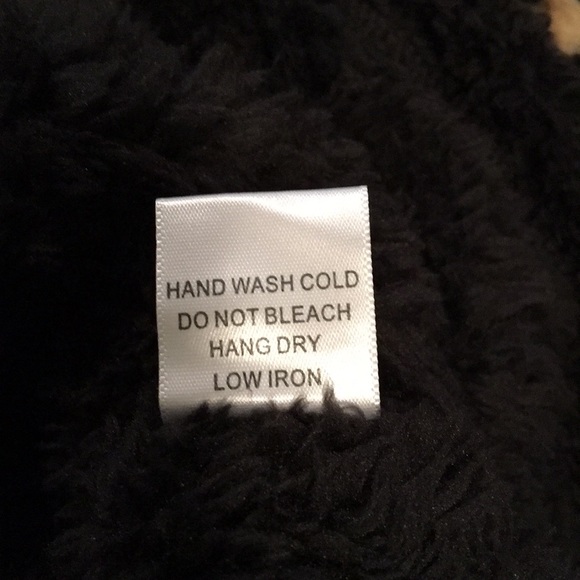 HAND WASH COLD
DO NOT BLEACH
HANG DRY
LOW IRON